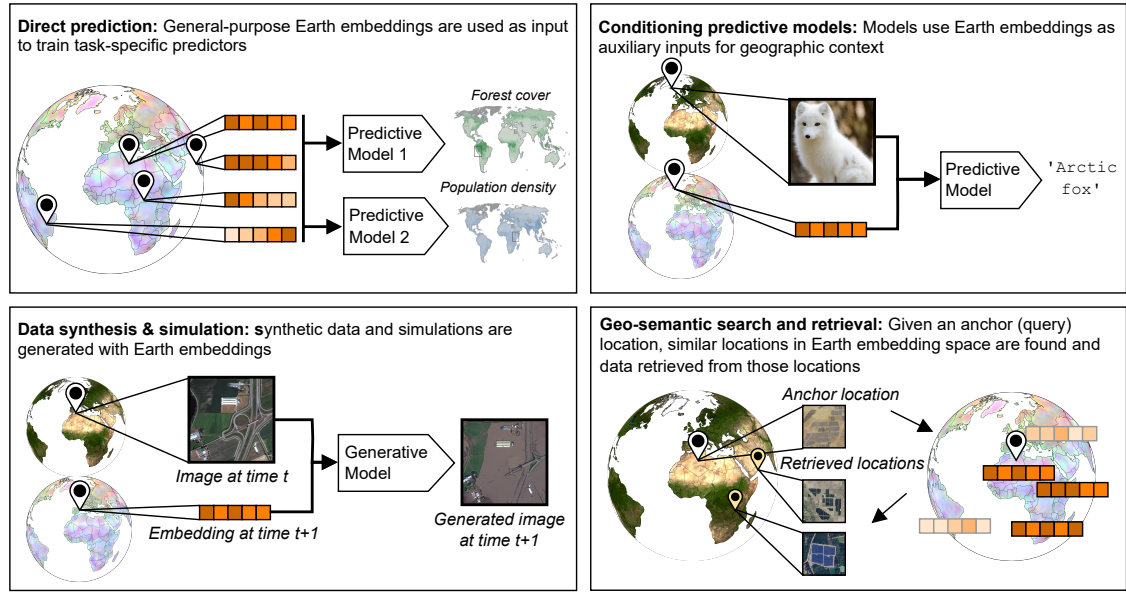 Direct prediction: General-purpose Earth embeddings are used as input
to train task-specific predictors
Forest cover
Predictive
Model 1
Population density
Predictive
Model 2
Conditioning predictive models: Models use Earth embeddings as
auxiliary inputs for geographic context
Predictive
Model
'Arctic
fox'
Data synthesis & simulation: synthetic data and simulations are
generated with Earth embeddings
Image at time t
Generative
Model
Embedding at time t+1
Generated image
at time t+1
Geo-semantic search and retrieval: Given an anchor (query)
location, similar locations in Earth embedding space are found and
data retrieved from those locations
Anchor location
Retrieved locations